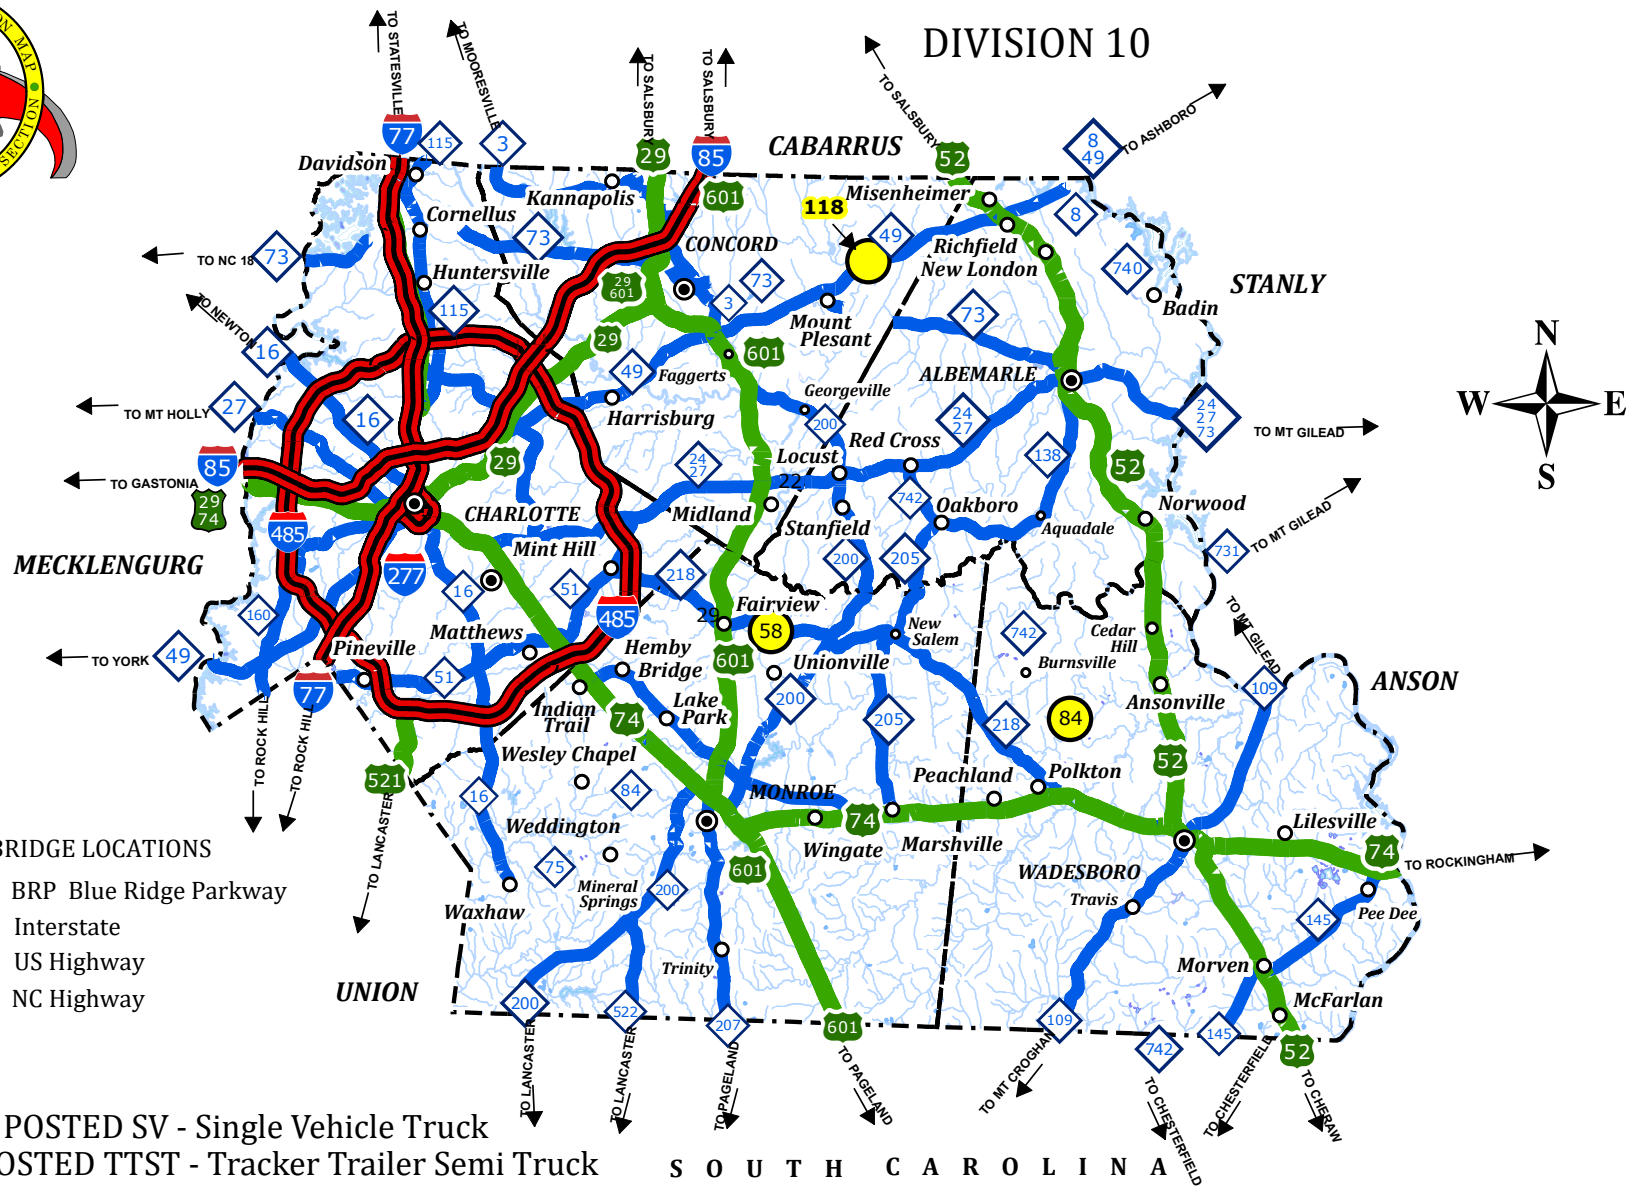 DIVISION 10
ON MAP
SECTION
TO STATESVILLE
TO MOORESVILLE
TO SALSBURY
TO SALSBURY
TO SALSBURY
TO ASHBORO
77
115
3
29
85
601
CABARRUS
52
8
49
Davidson
Kannapolis
Misenheimer
118
Cornellus
73
CONCORD
49
Richfield
8
TO NC 18
73
Huntersville
29
601
73
New London
740
STANLY
Badin
TO NEWTON
115
3
Mount
Plesant
73
16
29
601
49
Faggerts
Georgeville
ALBEMARLE
N
W
E
S
TO MT HOLLY
27
16
Harrisburg
200
24
27
24
27
73
TO MT GILEAD
Red Cross
85
29
24
27
Locust
22
138
52
TO GASTONIA
29
74
742
Norwood
CHARLOTTE
Midland
Stanfield
Oakboro
Aquadale
TO MT GILEAD
485
MECKLENGURG
Mint Hill
200
205
731
277
218
16
51
160
485
29
Fairview
58
New
Salem
742
Cedar
Hill
TO MT GILEAD
Matthews
Pineville
Hemby
Bridge
601
Unionville
Burnsville
49
TO YORK
51
ANSON
77
200
109
Ansonville
Indian
Trail
Lake
Park
74
205
218
84
TO ROCK HILL
TO ROCK HILL
521
Wesley Chapel
52
Peachland
Polkton
16
84
MONROE
TO LANCASTER
Weddington
74
Wingate
Marshville
Lilesville
74
TO ROCKINGHAM
BRIDGE LOCATIONS
75
601
WADESBORO
BRP Blue Ridge Parkway
Mineral
Springs
200
Travis
Pee Dee
Waxhaw
145
Interstate
US Highway
Trinity
Morven
NC Highway
UNION
McFarlan
200
522
207
601
109
742
145
52
TO LANCASTER
TO LANCASTER
TO PAGELAND
TO PAGELAND
TO MT CROGHAN
TO CHESTERFIELD
TO CHESTERFIELD
TO CHERAW
POSTED SV - Single Vehicle Truck
OSTED TTST - Tracker Trailer Semi Truck
SOUTH CAROLINA